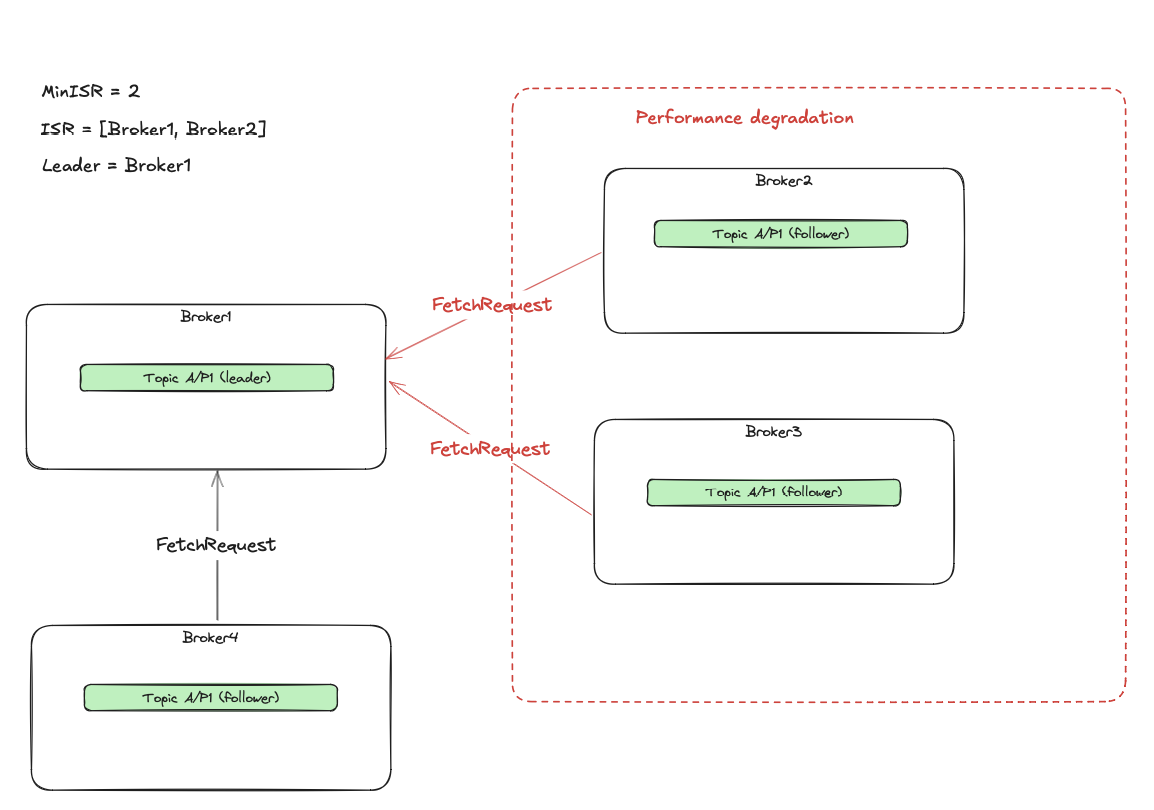 MinISR = 2
ISR = [Broker1, Broker2]
Leader = Broker1
Performance degradation
Broker2
Topic A/P1 (follower)
FetchRequest
Broker1
Topic A/P1 (leader)
Broker3
FetchRequest
Topic A/P1 (follower)
FetchRequest
Broker4
Topic A/P1 (follower)